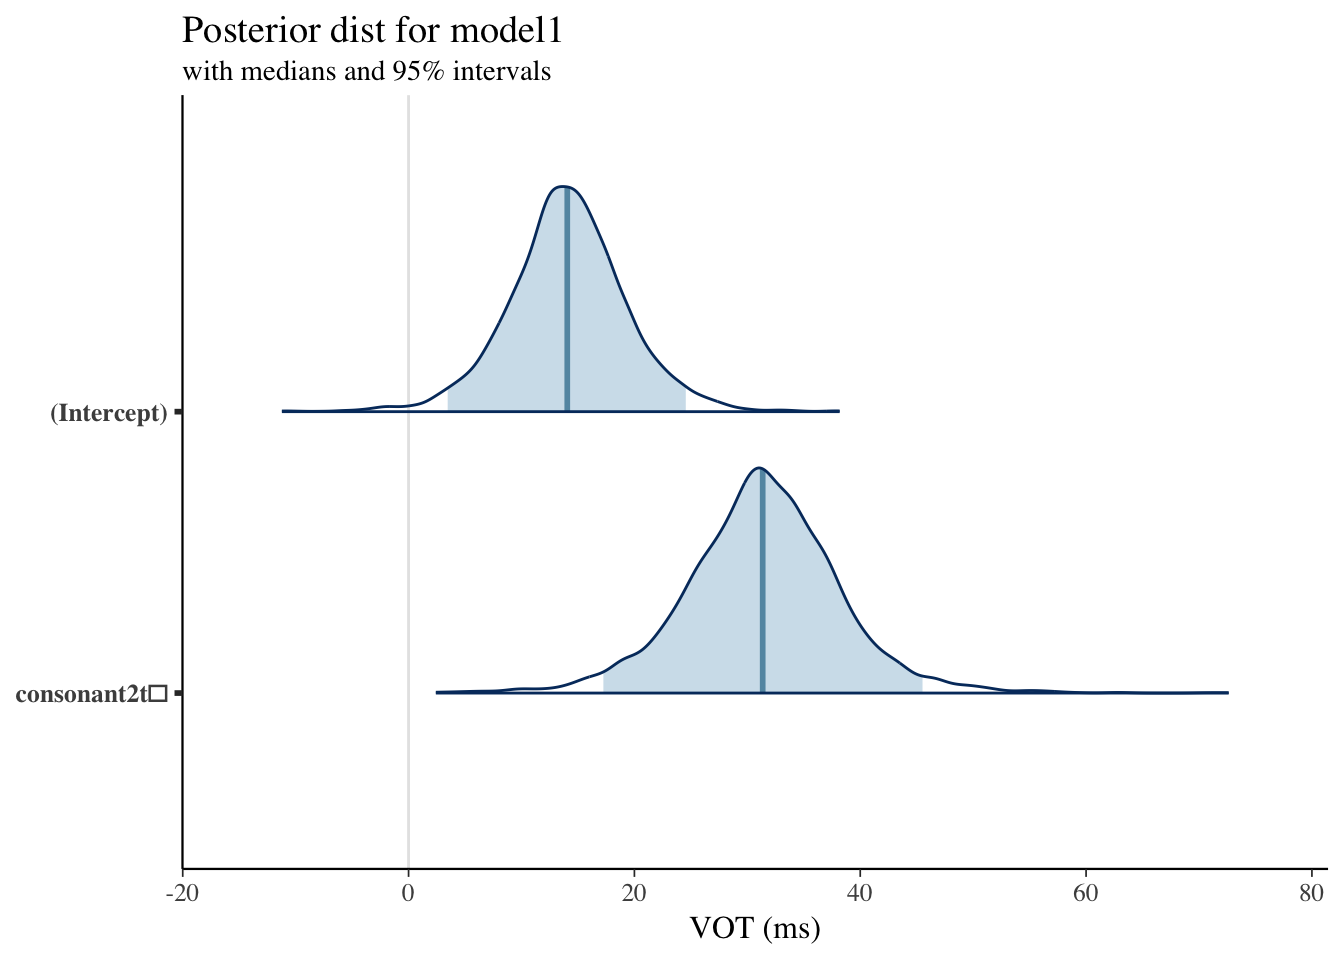 Posterior dist for model1
with medians and 95% intervals
(Intercept)
consonant2t□
-20 0 20 40 60 80
VOT (ms)